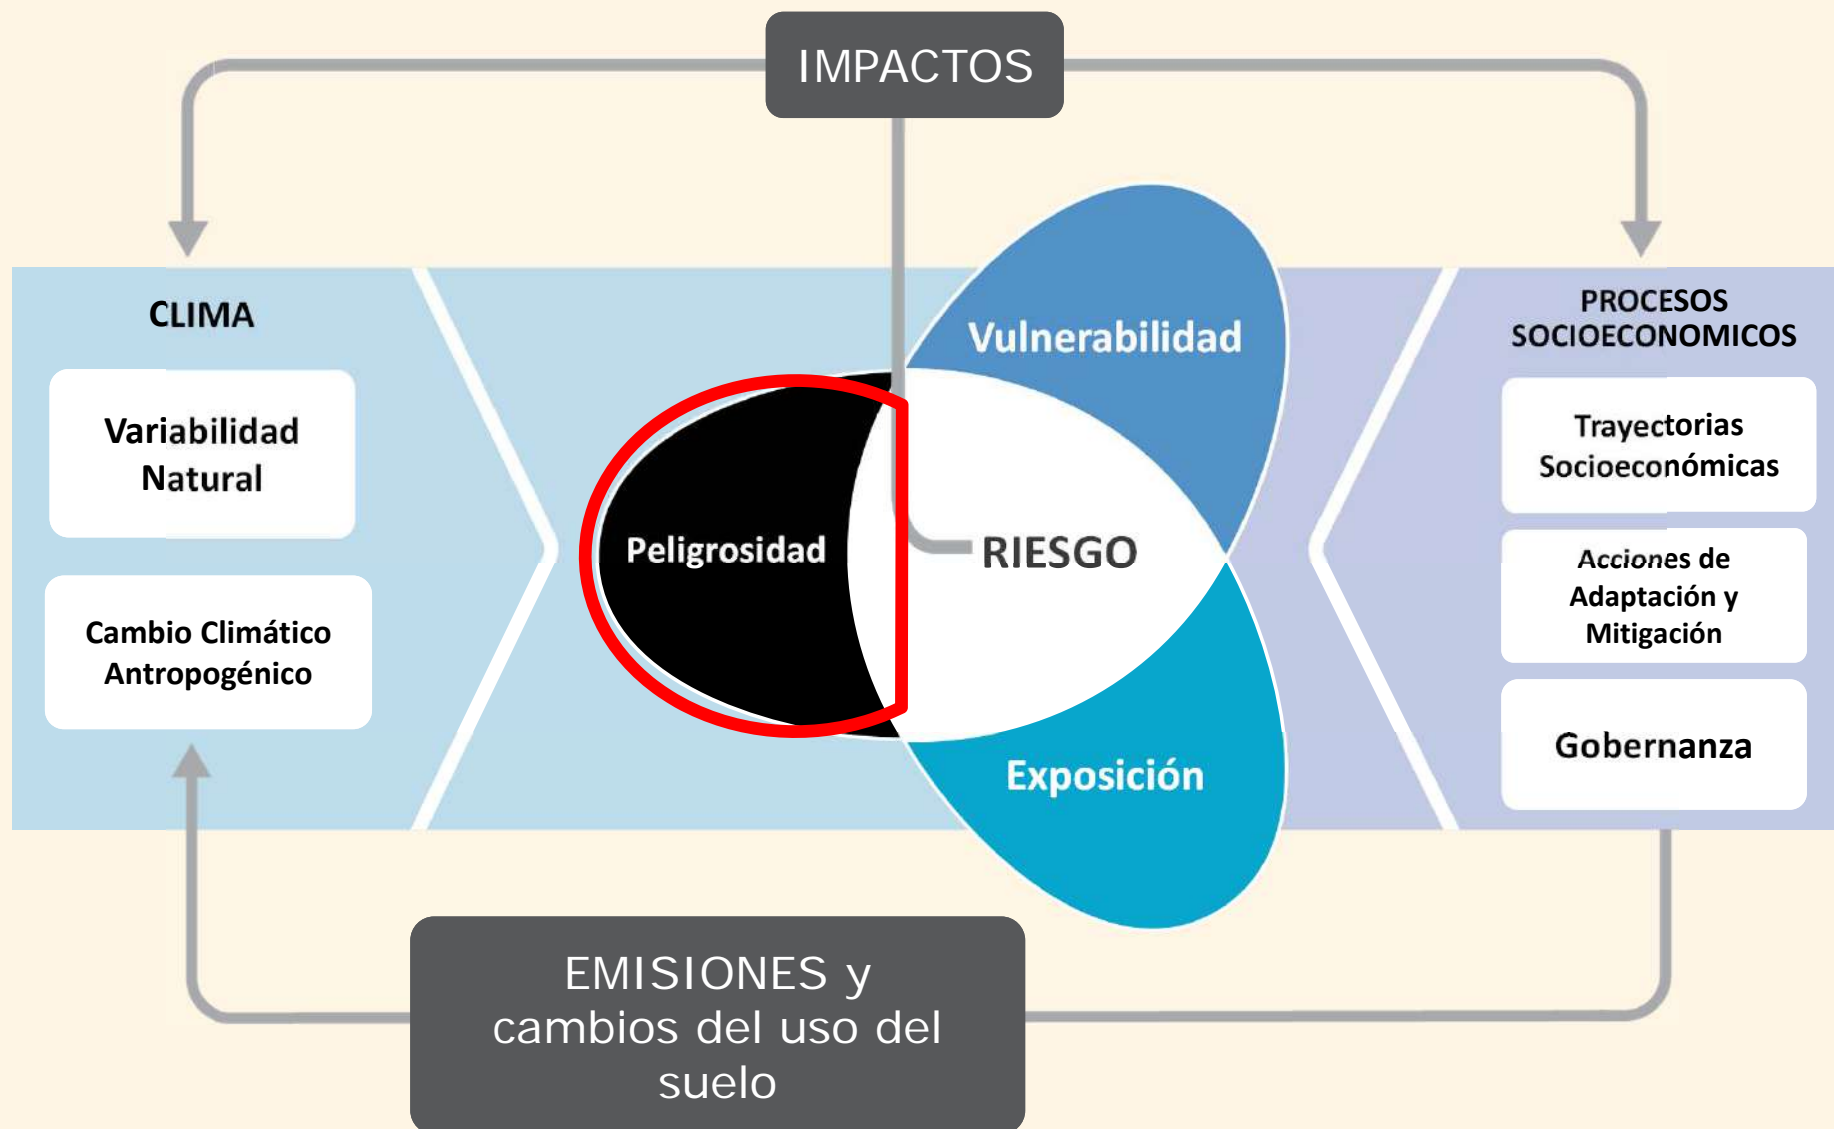 IMPACTOS
CLIMA
Variabilidad
Natural
Cambio Climático
Antropogénico
Vulnerabilidad
Peligrosidad
RIESGO
Exposición
PROCESOS
SOCIOECONOMICOS
Trayectorias
Socioeconómicas
Acciones de
Adaptación y
Mitigación
Gobernanza
EMISIONES y
cambios del uso del
suelo